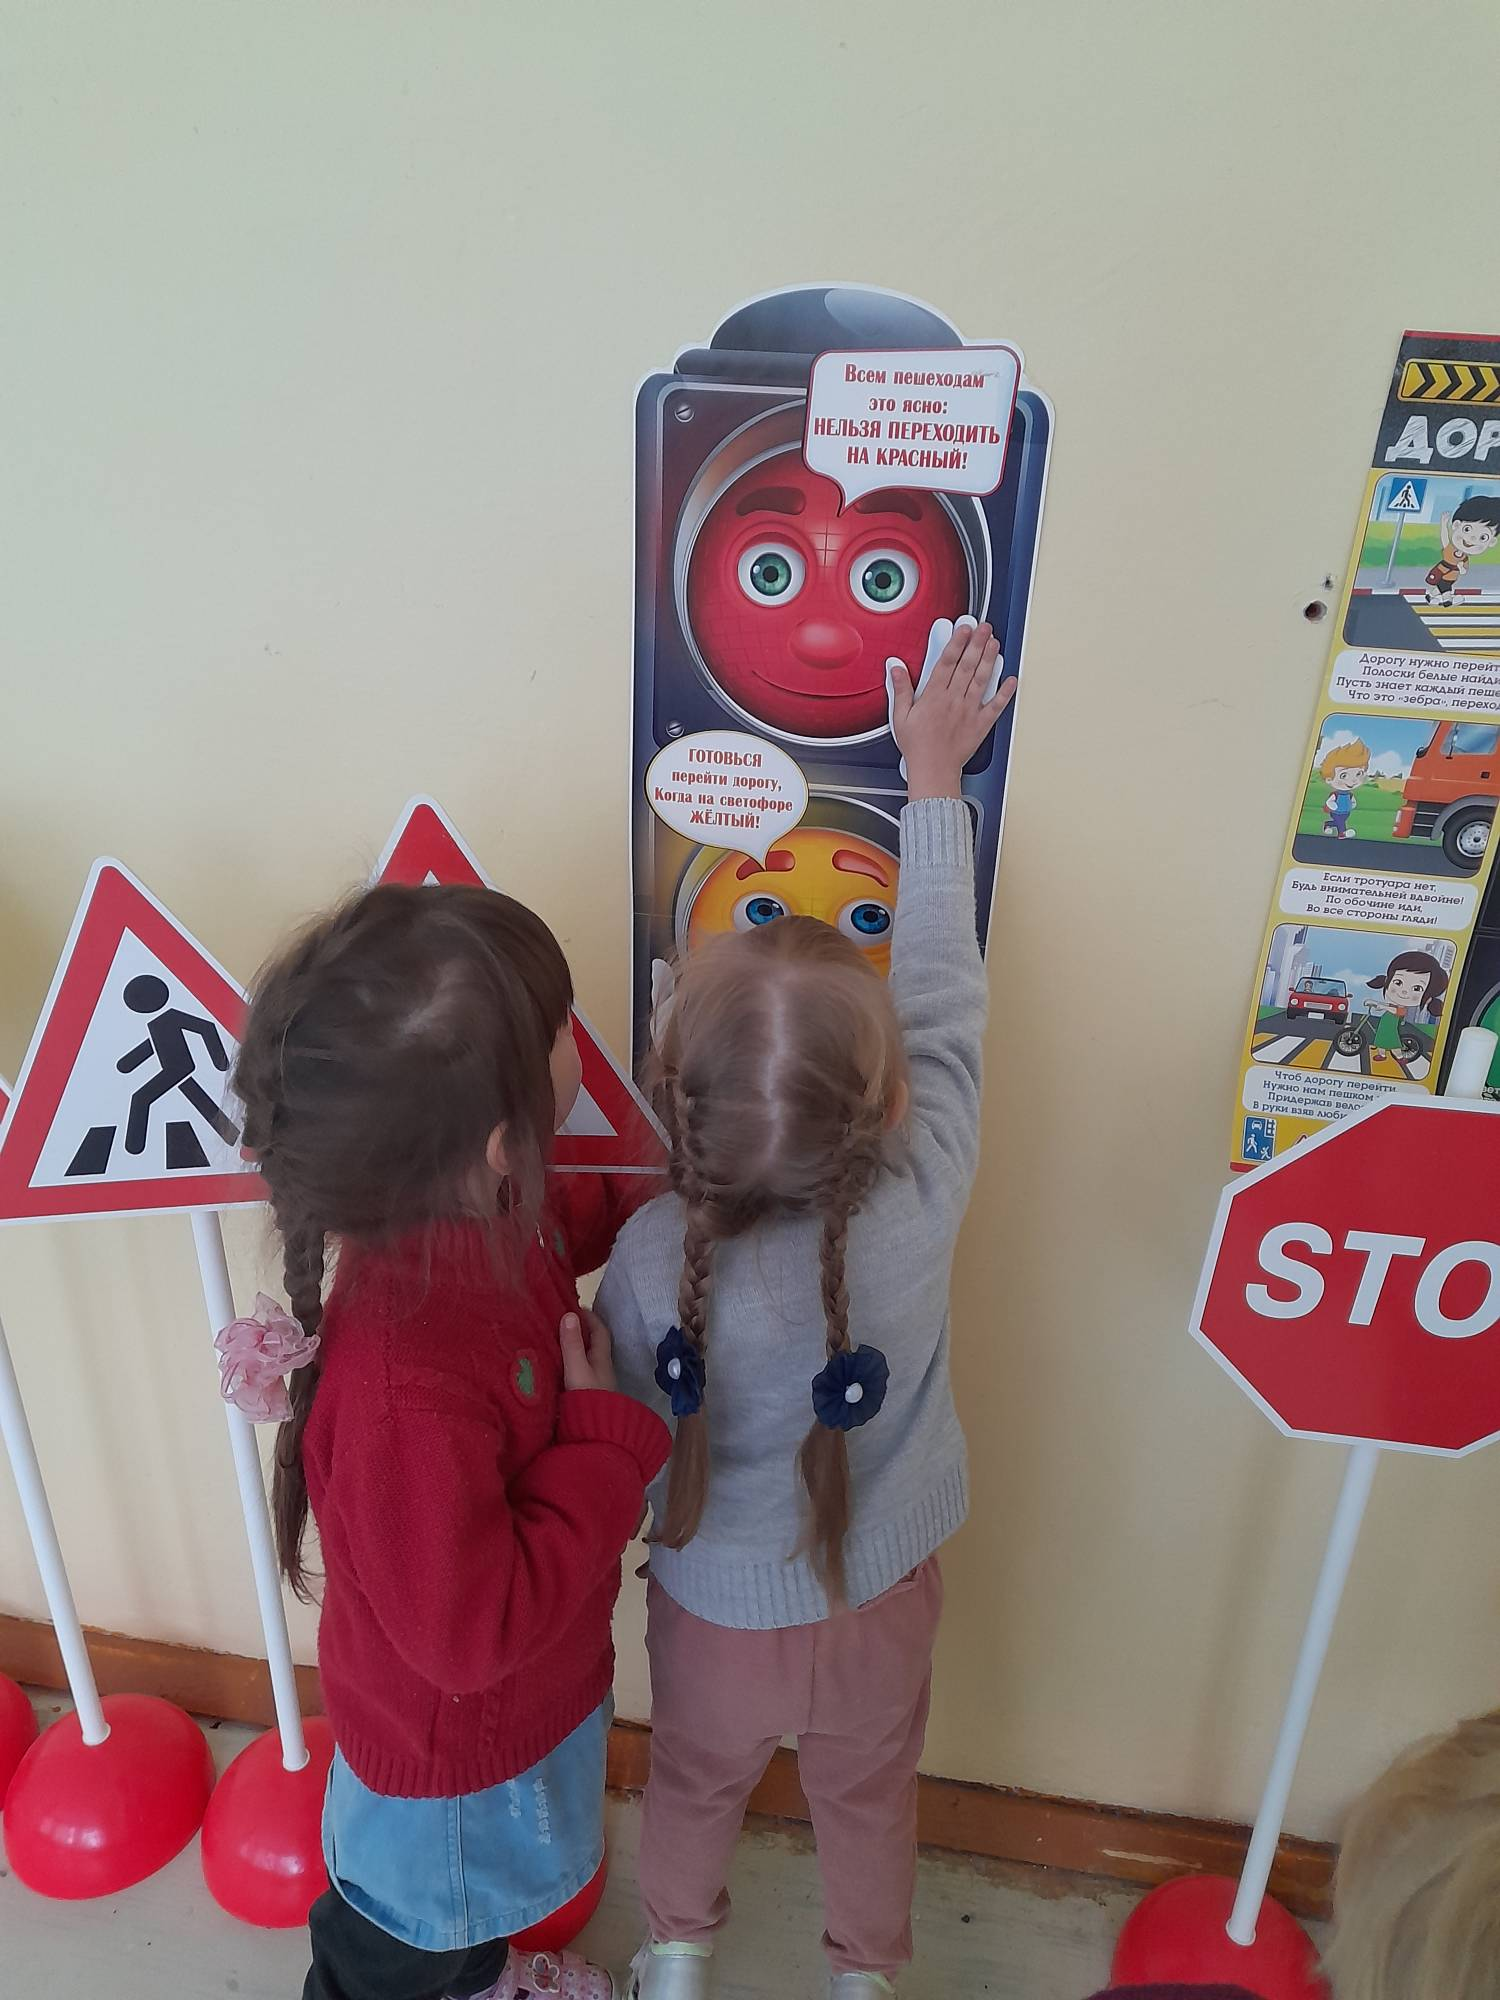 Всем пешеходам
это ясно:
НЕЛЬЗЯ ПЕРЕХОДИТЬ
НА КРАСНЫЙ!
ГОТОВЬСЯ
перейти дорогу,
Когда на светофоре
ЖЁЛТЫЙ!
ДОР
Дорогу нужно перейт
Полоски белые найди
Пусть знает каждый пеше
Что это «зебра», переход
Если тротуара нет,
Будь внимательней вдвойне!
По обочине иди,
Во все стороны гляди!
Чтоб дорогу перейти
Нужно нам пешком
Придержав вело
В руки взяв люби
STO